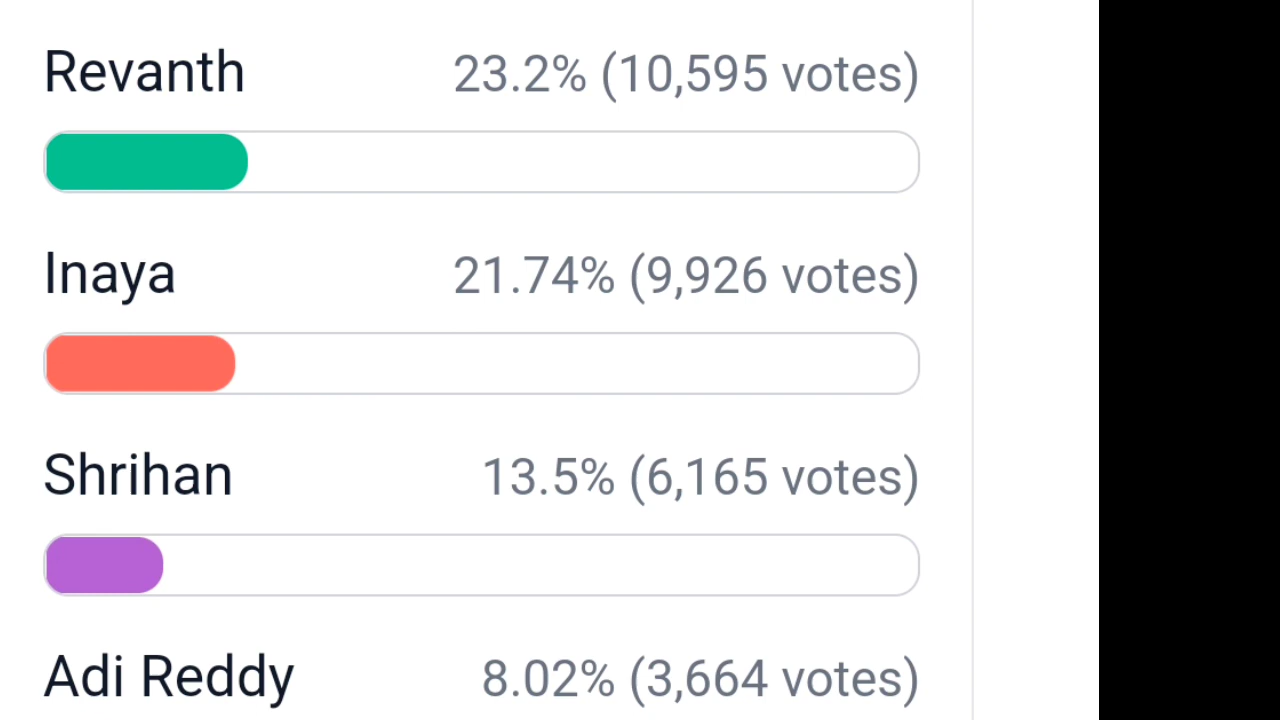 Revanth 23.2% (10,595 votes)
Inaya 21.74% (9,926 votes)
Shrihan 13.5% (6,165 votes)
Adi Reddy 8.02% (3,664 votes)